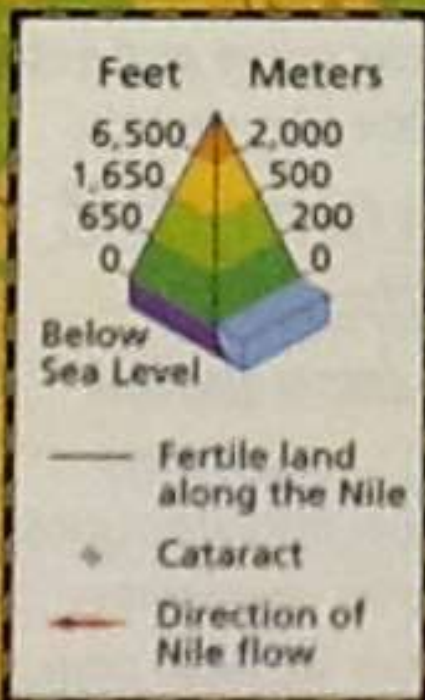 Feet Meters
6,500 2,000
1,650 500
650 200
0 0
Below
Sea Level
Fertile land
along the Nile
Cataract
Direction of
Nile flow